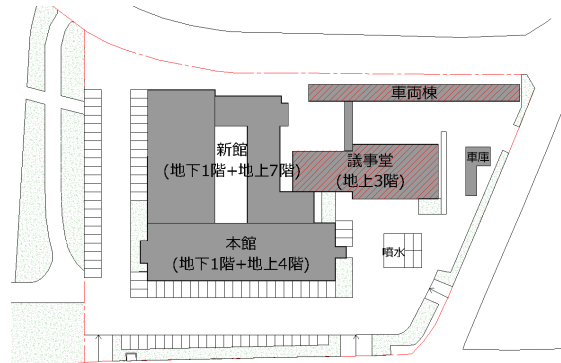 車両棟
新館
(地下1階+地上7階)
議事堂
(地上3階)
車庫
本館
(地下1階+地上4階)
噴水